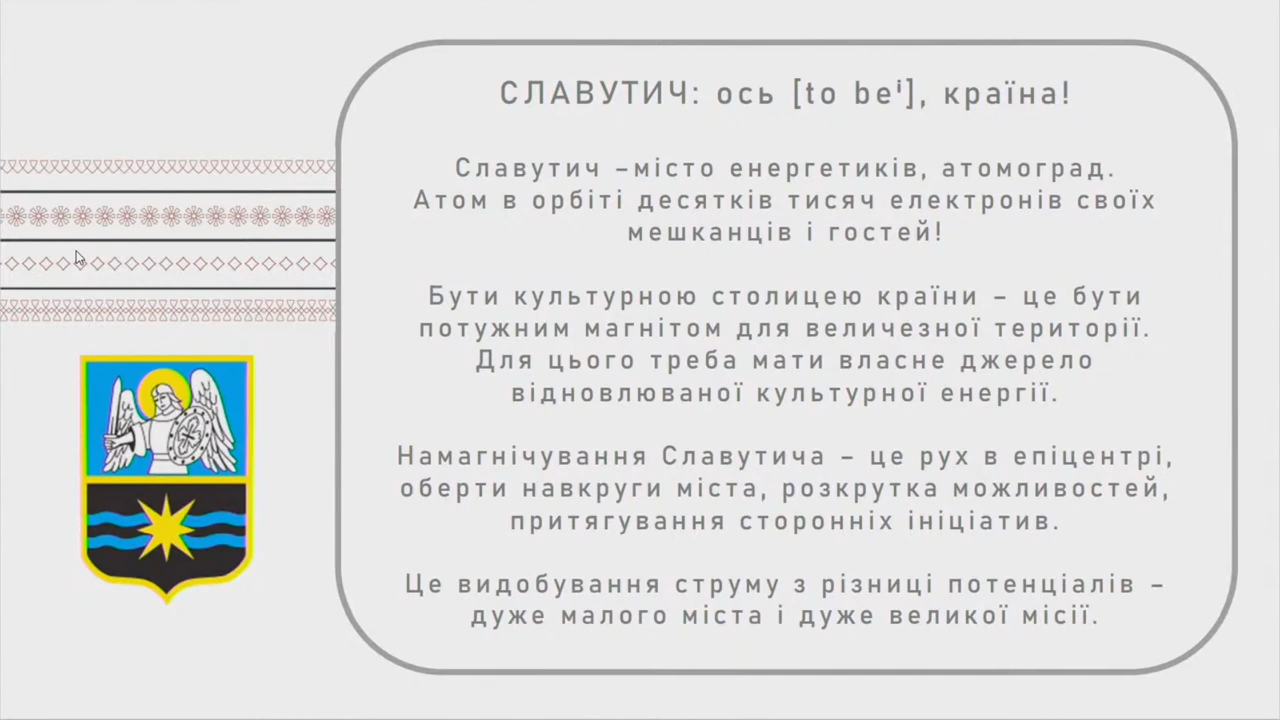 СЛАВУТИЧ: ось [to beⁱ], країна!
Славутич –місто енергетиків, атомоград.
Атом в орбіті десятків тисяч електронів своїх
мешканців і гостей!
Бути культурною столицею країни – це бути
потужним магнітом для величезної території.
Для цього треба мати власне джерело
відновлюваної культурної енергії.
Намагнічування Славутича – це рух в епіцентрі,
оберти навкруги міста, розкрутка можливостей,
притягування сторонніх ініціатив.
Це видобування струму з різниці потенціалів –
дуже малого міста і дуже великої місії.